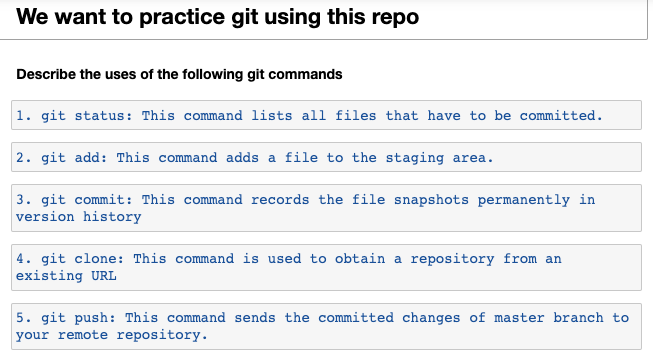 We want to practice git using this repo
Describe the uses of the following git commands
1. git status: This command lists all files that have to be committed.
2. git add: This command adds a file to the staging area.
3. git commit: This command records the file snapshots permanently in
version history
4. git clone: This command is used to obtain a repository from an
existing URL
5. git push: This command sends the committed changes of master branch to
your remote repository.